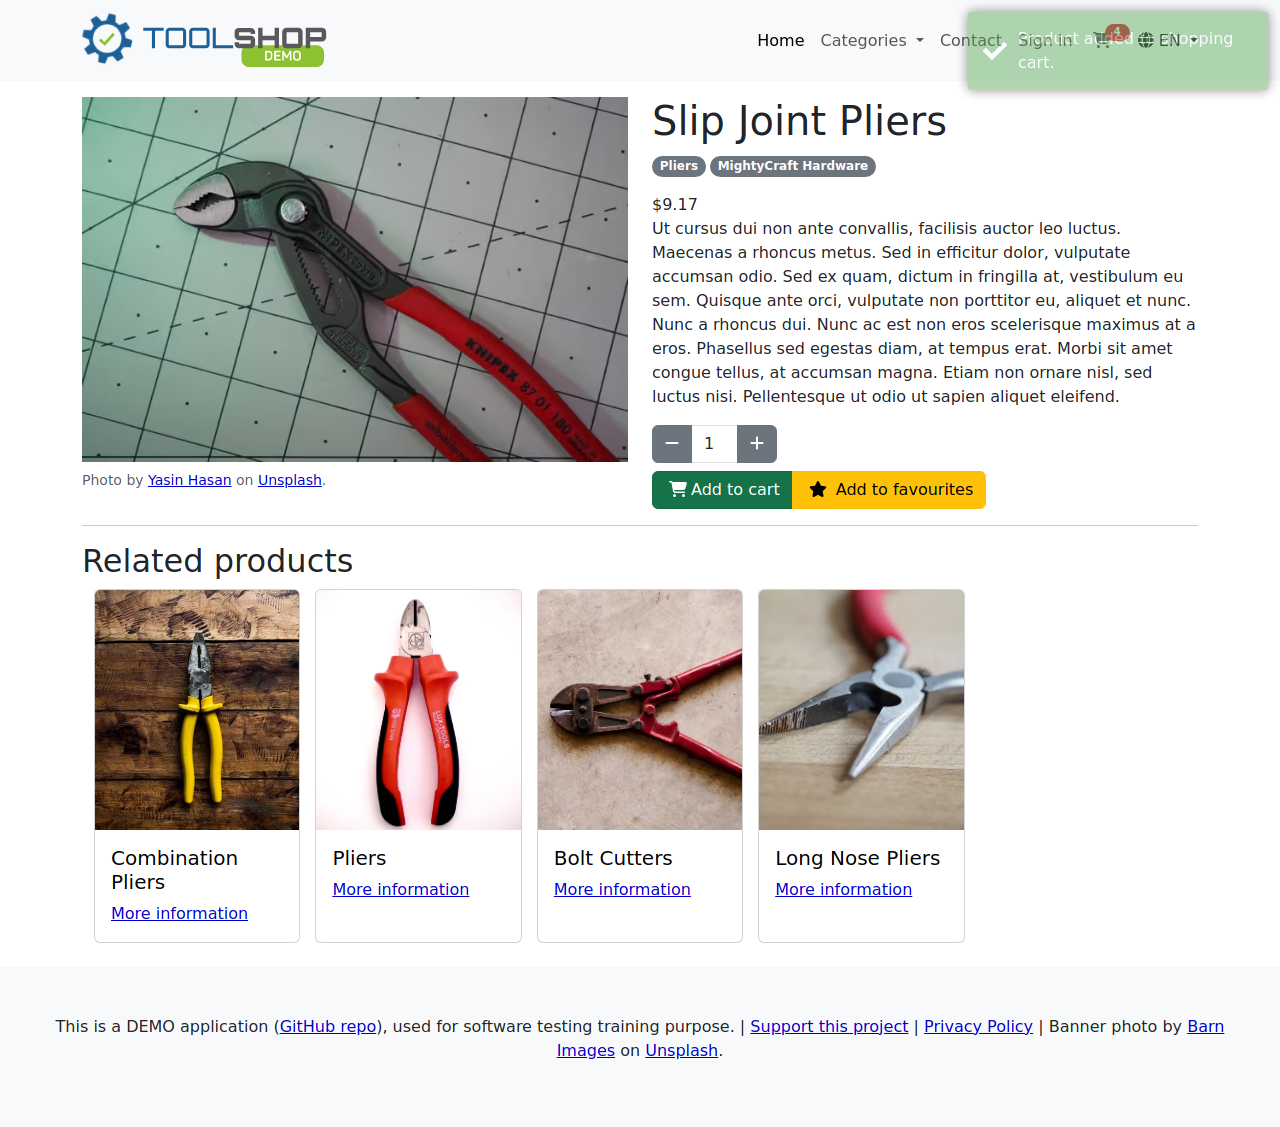 TOOLSHOP
DEMO
Home Categories Contact Sign in 4 EN
Product added to shopping
cart.
Slip Joint Pliers
Pliers MightyCraft Hardware
$9.17
Ut cursus dui non ante convallis, facilisis auctor leo luctus.
Maecenas a rhoncus metus. Sed in efficitur dolor, vulputate
accumsan odio. Sed ex quam, dictum in fringilla at, vestibulum eu
sem. Quisque ante orci, vulputate non porttitor eu, aliquet et nunc.
Nunc a rhoncus dui. Nunc ac est non eros scelerisque maximus at a
eros. Phasellus sed egestas diam, at tempus erat. Morbi sit amet
congue tellus, at accumsan magna. Etiam non ornare nisl, sed
luctus nisi. Pellentesque ut odio ut sapien aliquet eleifend.
1
Add to cart Add to favourites
KNIPEX 87 01 180
Photo by Yasin Hasan on Unsplash.
Related products
LUX-TOOLS
Combination
Pliers
More information
Pliers
More information
Bolt Cutters
More information
Long Nose Pliers
More information
This is a DEMO application (GitHub repo), used for software testing training purpose. | Support this project | Privacy Policy | Banner photo by Barn
Images on Unsplash.